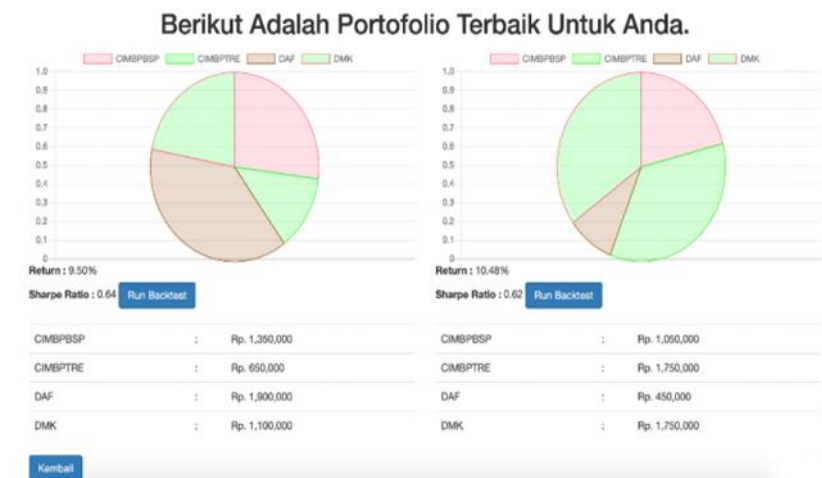 Berikut Adalah Portofolio Terbaik Untuk Anda.
CIMBPBSP CIMBPTRE DAF DMK
1.0
0.9
0.8
0.7
0.6
0.5
0.4
0.3
0.2
0.1
0
Return : 9.50%
Sharpe Ratio : 0.64 Run Backtest
CIMBPBSP : Rp. 1,350,000
CIMBPTRE : Rp. 650,000
DAF : Rp. 1,900,000
DMK : Rp. 1,100,000
CIMBPBSP CIMBPTRE DAF DMK
1.0
0.9
0.8
0.7
0.6
0.5
0.4
0.3
0.2
0.1
0
Return : 10.48%
Sharpe Ratio : 0.62 Run Backtest
CIMBPBSP : Rp. 1,050,000
CIMBPTRE : Rp. 1,750,000
DAF : Rp. 450,000
DMK : Rp. 1,750,000
Kembali